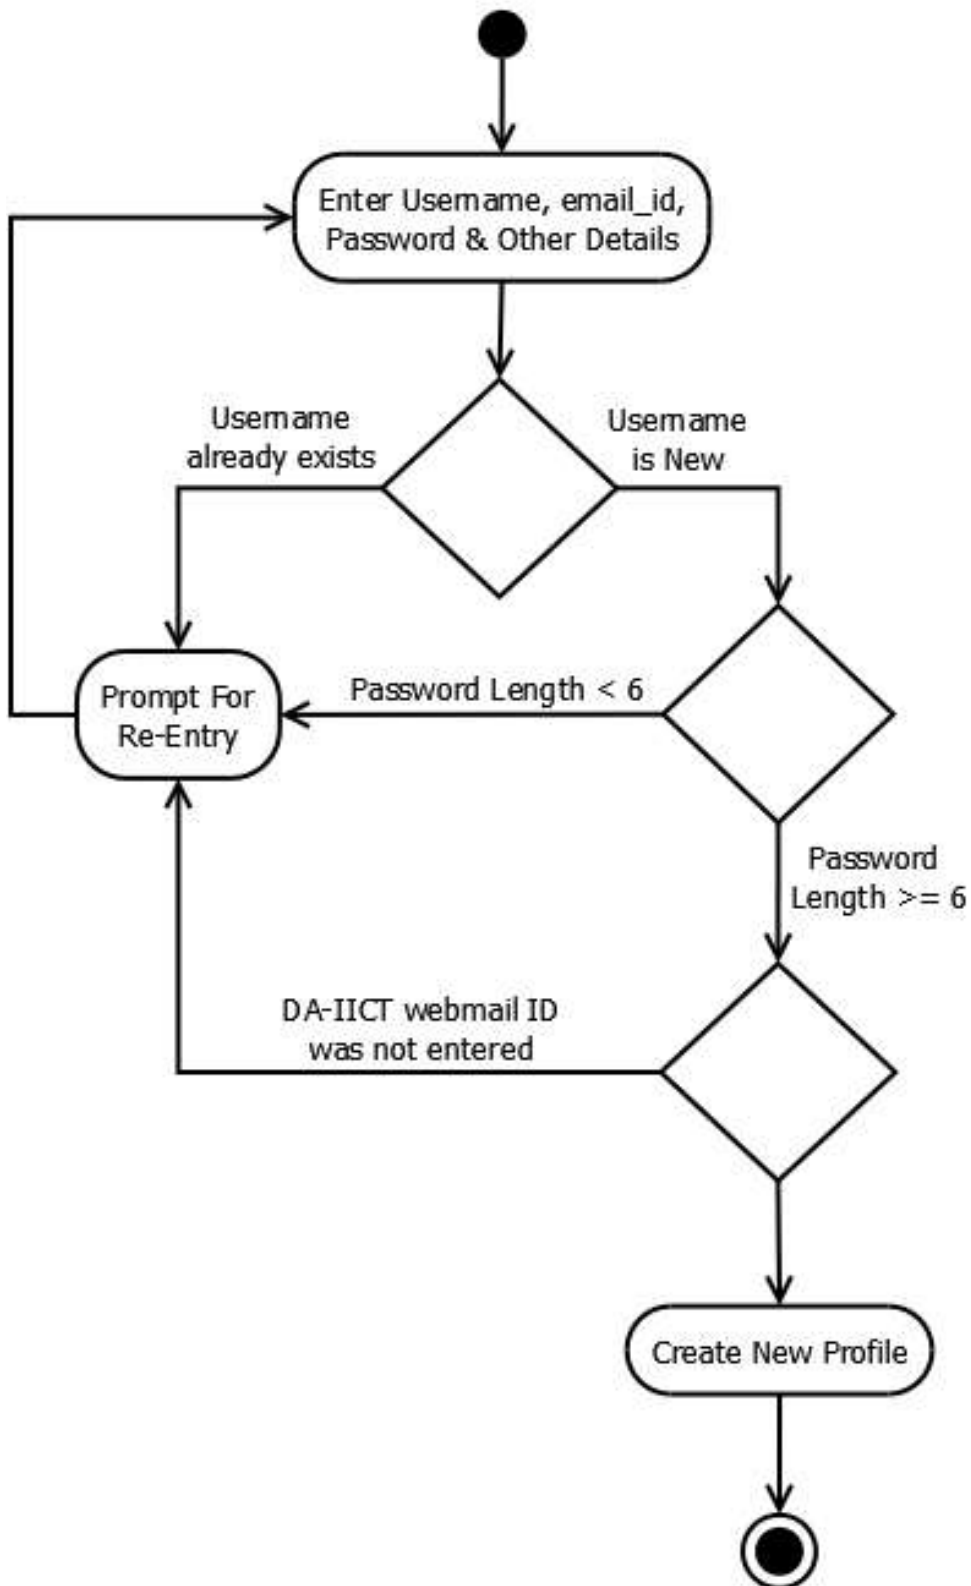 Enter Username, email_id,
Password & Other Details
Username
already exists
Username
is New
Prompt For
Re-Entry
Password Length < 6
Password
Length >= 6
DA-IICT webmail ID
was not entered
Create New Profile